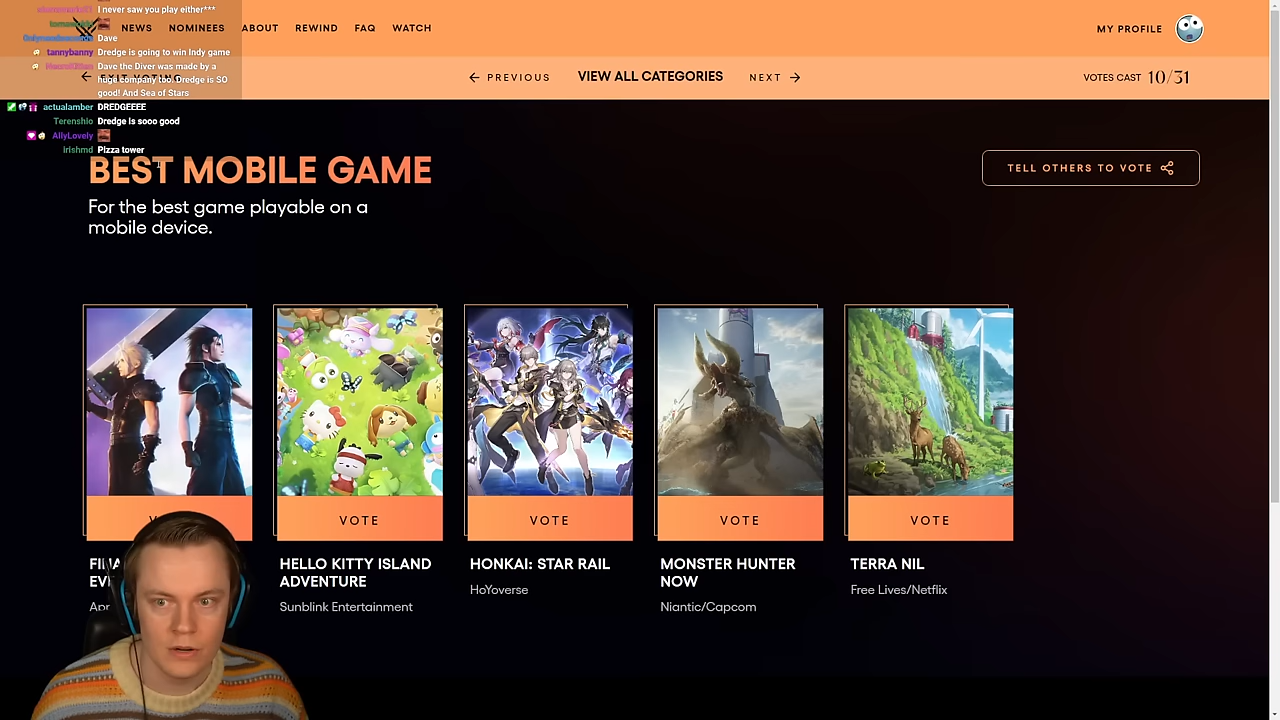 I never saw you play either***
NEWS NOMINEES ABOUT REWIND FAQ WATCH
MY PROFILE
Dave
tannybanny Dredge is going to win Indy game
Dave the Diver was made by a
huge company too. Dredge is SO
good! And Sea of Stars
PREVIOUS VIEW ALL CATEGORIES NEXT
VOTES CAST 10/31
actualamber DREDGEEEE
Terenshio Dredge is sooo good
AllyLovely
irishmd Pizza tower
BEST MOBILE GAME
TELL OTHERS TO VOTE
For the best game playable on a
mobile device.
VOTE VOTE VOTE VOTE
HELLO KITTY ISLAND
ADVENTURE
Sunblink Entertainment
HONKAI: STAR RAIL
HoYoverse
MONSTER HUNTER
NOW
Niantic/Capcom
TERRA NIL
Free Lives/Netflix